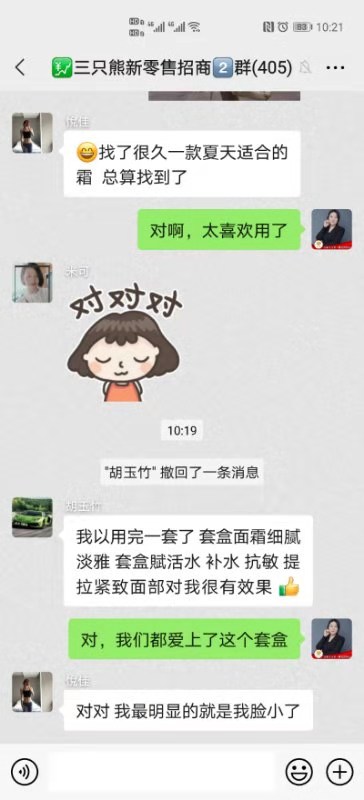 10:21
三只熊新零售招商2群(405)
悦佳
😄找了很久一款夏天适合的
霜 总算找到了
对啊，太喜欢用了
米可
对对对
10:19
"胡玉竹" 撤回了一条消息
胡玉竹
我以用完一套了 套盒面霜细腻
淡雅 套盒赋活水 补水 抗敏 提
拉紧致面部对我很有效果 👍
对，我们都爱上了这个套盒
悦佳
对对 我最明显的就是我脸小了